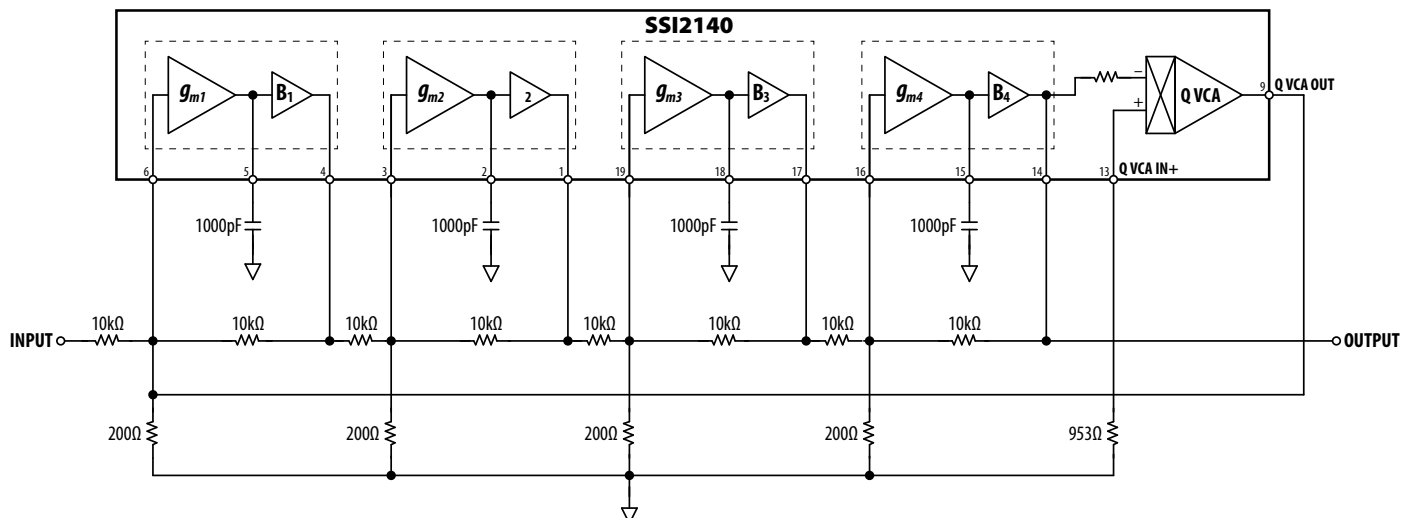 SSI2140
gm1 B1 gm2 2 gm3 B3 gm4 B4 − + Q VCA 9 Q VCA OUT
6 5 4 3 2 1 19 18 17 16 15 14 13 Q VCA IN+
1000pF 1000pF 1000pF 1000pF
INPUT 10kΩ 10kΩ 10kΩ 10kΩ 10kΩ 10kΩ 10kΩ 10kΩ OUTPUT
200Ω 200Ω 200Ω 200Ω 953Ω